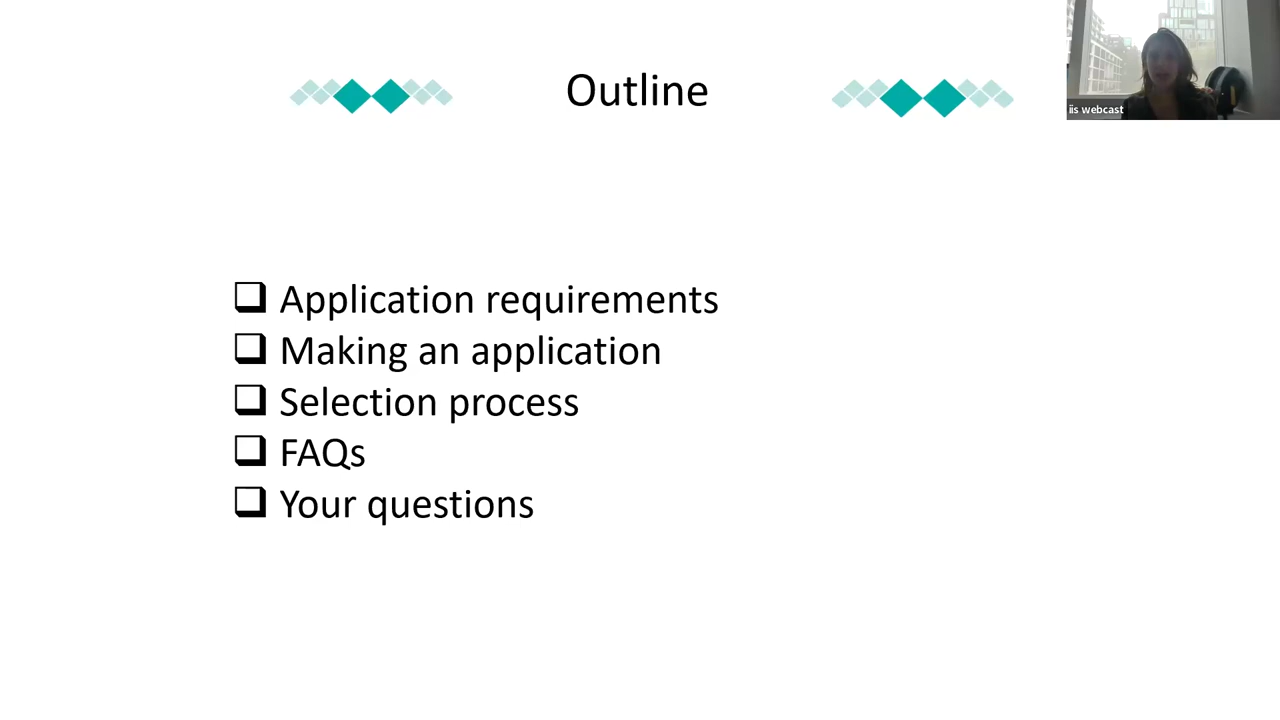 Outline
iis webcast
Application requirements
Making an application
Selection process
FAQs
Your questions